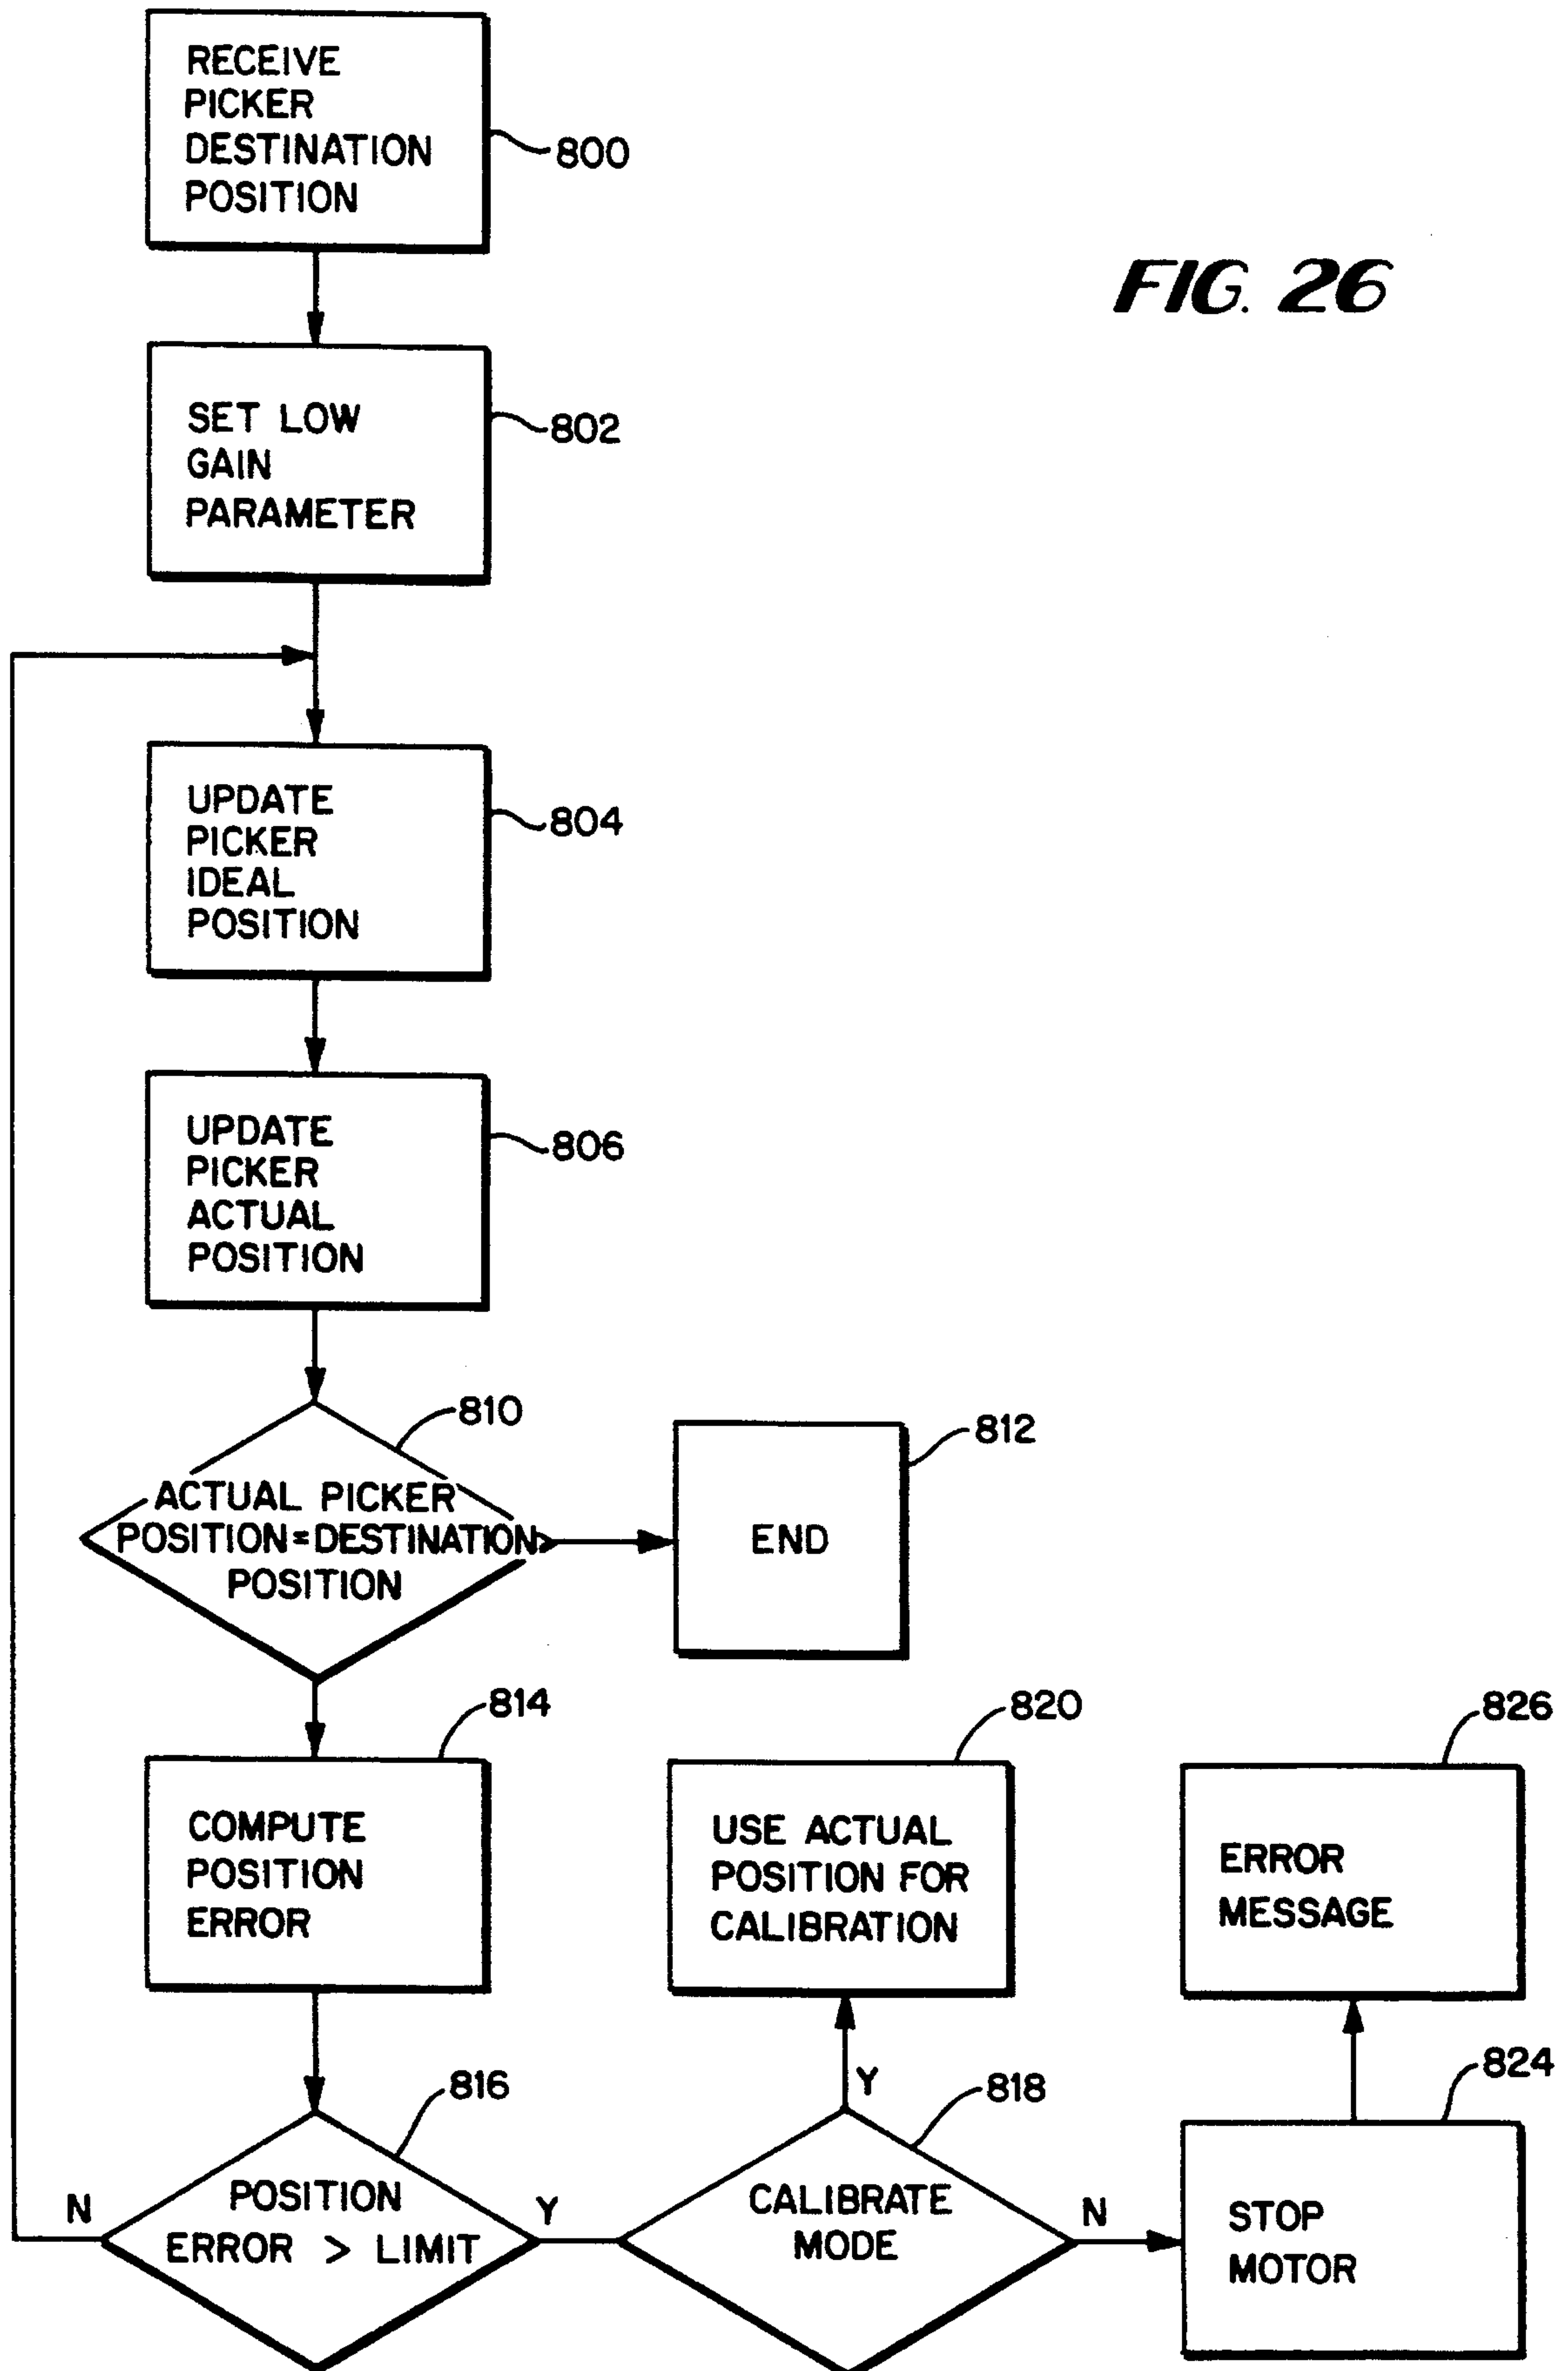 RECEIVE
PICKER
DESTINATION
POSITION
800
FIG. 26
SET LOW
GAIN
PARAMETER
802
UPDATE
PICKER
IDEAL
POSITION
804
UPDATE
PICKER
ACTUAL
POSITION
806
810
ACTUAL PICKER
POSITION=DESTINATION
POSITION
812
END
814
COMPUTE
POSITION
ERROR
820
USE ACTUAL
POSITION FOR
CALIBRATION
826
ERROR
MESSAGE
816
POSITION
ERROR > LIMIT
N
Y
818
CALIBRATE
MODE
Y
N
824
STOP
MOTOR